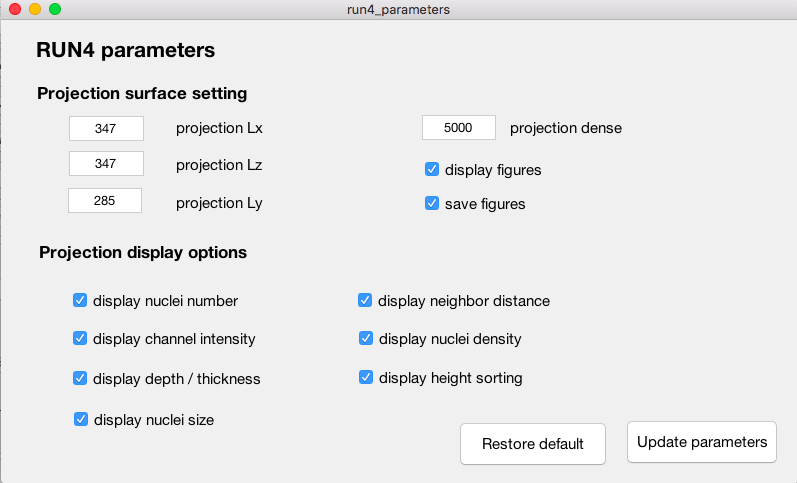 run4_parameters
RUN4 parameters
Projection surface setting
347 projection Lx 5000 projection dense
347 projection Lz display figures
285 projection Ly save figures
Projection display options
display nuclei number display neighbor distance
display channel intensity display nuclei density
display depth / thickness display height sorting
display nuclei size
Restore default Update parameters